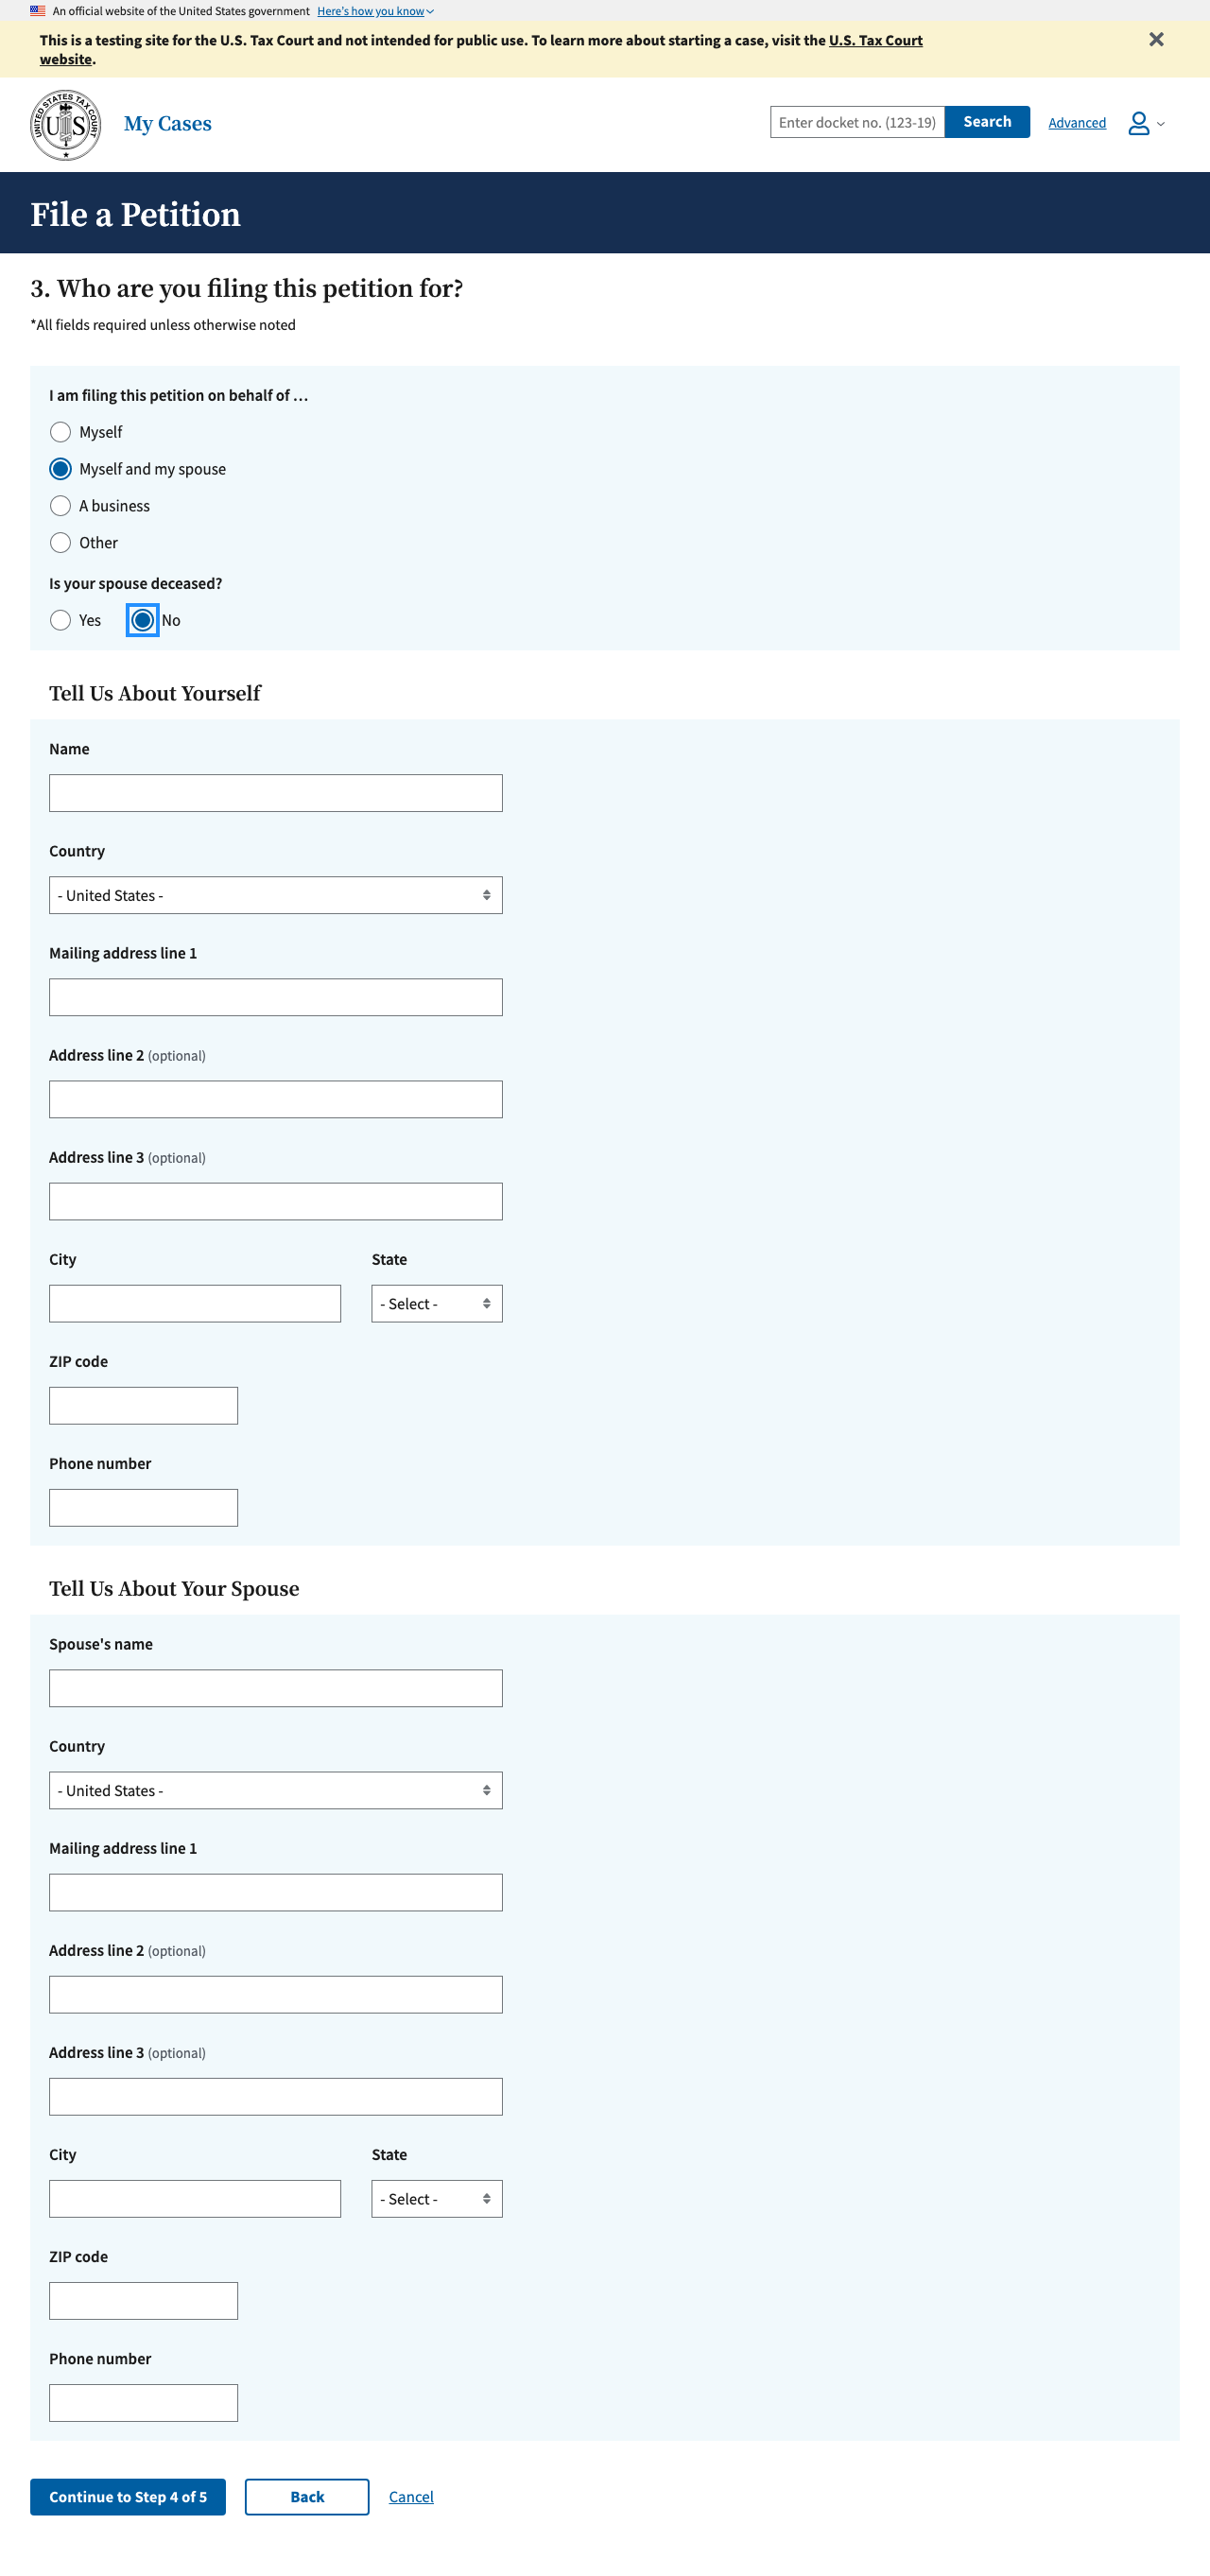 An official website of the United States government Here's how you know
This is a testing site for the U.S. Tax Court and not intended for public use. To learn more about starting a case, visit the U.S. Tax Court
website.
UNITED STATES TAX COURT
US
My Cases
Enter docket no. (123-19)
Search
Advanced
File a Petition
3. Who are you filing this petition for?
*All fields required unless otherwise noted
I am filing this petition on behalf of …
Myself
Myself and my spouse
A business
Other
Is your spouse deceased?
Yes No
Tell Us About Yourself
Name
Country
- United States -
Mailing address line 1
Address line 2 (optional)
Address line 3 (optional)
City State
- Select -
ZIP code
Phone number
Tell Us About Your Spouse
Spouse's name
Country
- United States -
Mailing address line 1
Address line 2 (optional)
Address line 3 (optional)
City State
- Select -
ZIP code
Phone number
Continue to Step 4 of 5 Back Cancel